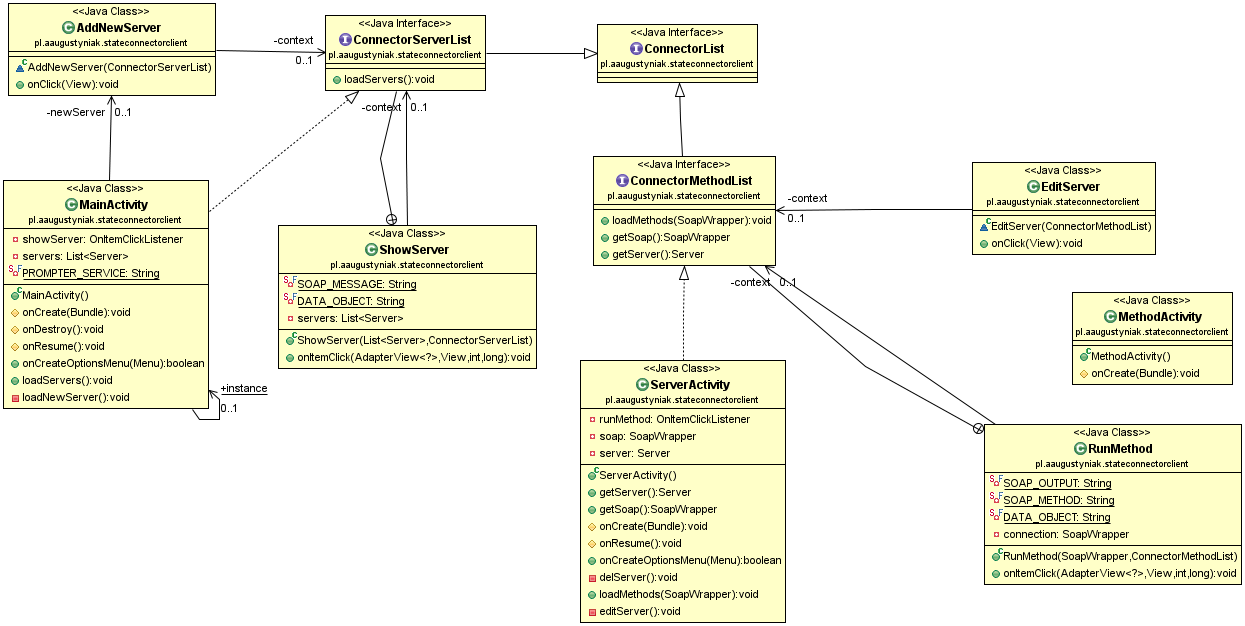 <<Java Class>>
AddNewServer
pl.aaugustyniak.stateconnectorclient
AddNewServer(ConnectorServerList)
onClick(View):void
-context
0..1
<<Java Interface>>
ConnectorServerList
pl.aaugustyniak.stateconnectorclient
loadServers():void
<<Java Interface>>
ConnectorList
pl.aaugustyniak.stateconnectorclient
-newServer
0..1
-context
0..1
<<Java Class>>
MainActivity
pl.aaugustyniak.stateconnectorclient
showServer: OnItemClickListener
servers: List<Server>
PROMPTER_SERVICE: String
MainActivity()
onCreate(Bundle):void
onDestroy():void
onResume():void
onCreateOptionsMenu(Menu):boolean
loadServers():void
loadNewServer():void
+instance
0..1
<<Java Class>>
ShowServer
pl.aaugustyniak.stateconnectorclient
SOAP_MESSAGE: String
DATA_OBJECT: String
servers: List<Server>
ShowServer(List<Server>,ConnectorServerList)
onItemClick(AdapterView<?>,View,int,long):void
<<Java Interface>>
ConnectorMethodList
pl.aaugustyniak.stateconnectorclient
loadMethods(SoapWrapper):void
getSoap():SoapWrapper
getServer():Server
-context
0..1
<<Java Class>>
EditServer
pl.aaugustyniak.stateconnectorclient
EditServer(ConnectorMethodList)
onClick(View):void
-context
0..1
<<Java Class>>
MethodActivity
pl.aaugustyniak.stateconnectorclient
MethodActivity()
onCreate(Bundle):void
<<Java Class>>
ServerActivity
pl.aaugustyniak.stateconnectorclient
runMethod: OnItemClickListener
soap: SoapWrapper
server: Server
ServerActivity()
getServer():Server
getSoap():SoapWrapper
onCreate(Bundle):void
onResume():void
onCreateOptionsMenu(Menu):boolean
delServer():void
loadMethods(SoapWrapper):void
editServer():void
<<Java Class>>
RunMethod
pl.aaugustyniak.stateconnectorclient
SOAP_OUTPUT: String
SOAP_METHOD: String
DATA_OBJECT: String
connection: SoapWrapper
RunMethod(SoapWrapper,ConnectorMethodList)
onItemClick(AdapterView<?>,View,int,long):void